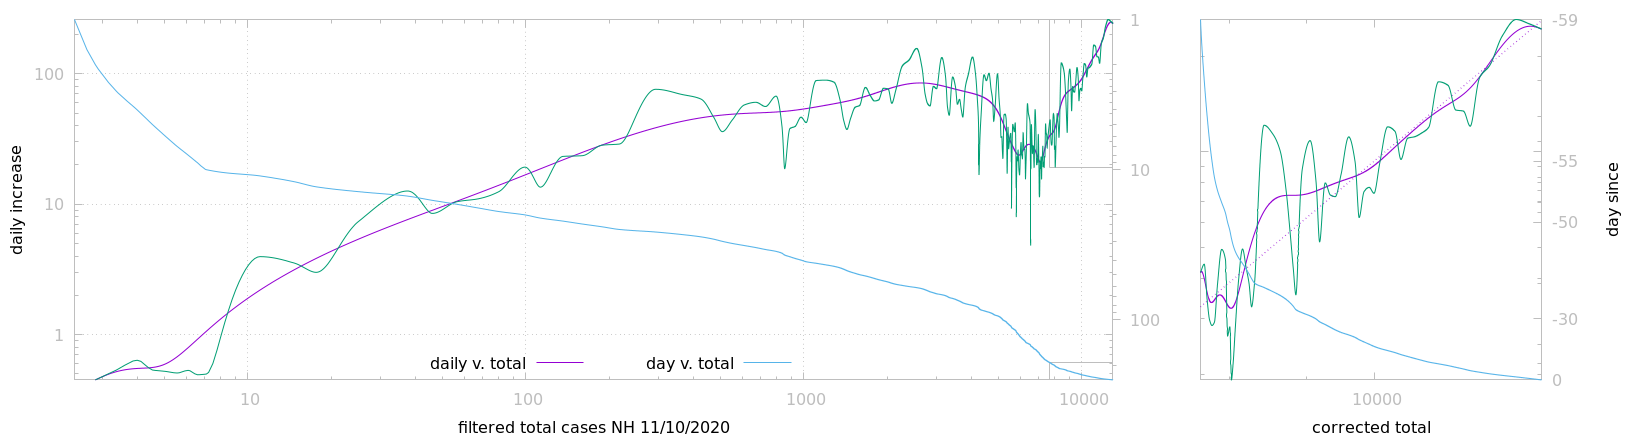 daily increase
100
10
1
10
100
1000
10000
1
10
100
daily v. total
day v. total
filtered total cases NH 11/10/2020
-59
-55
-50
-30
0
day since
10000
corrected total